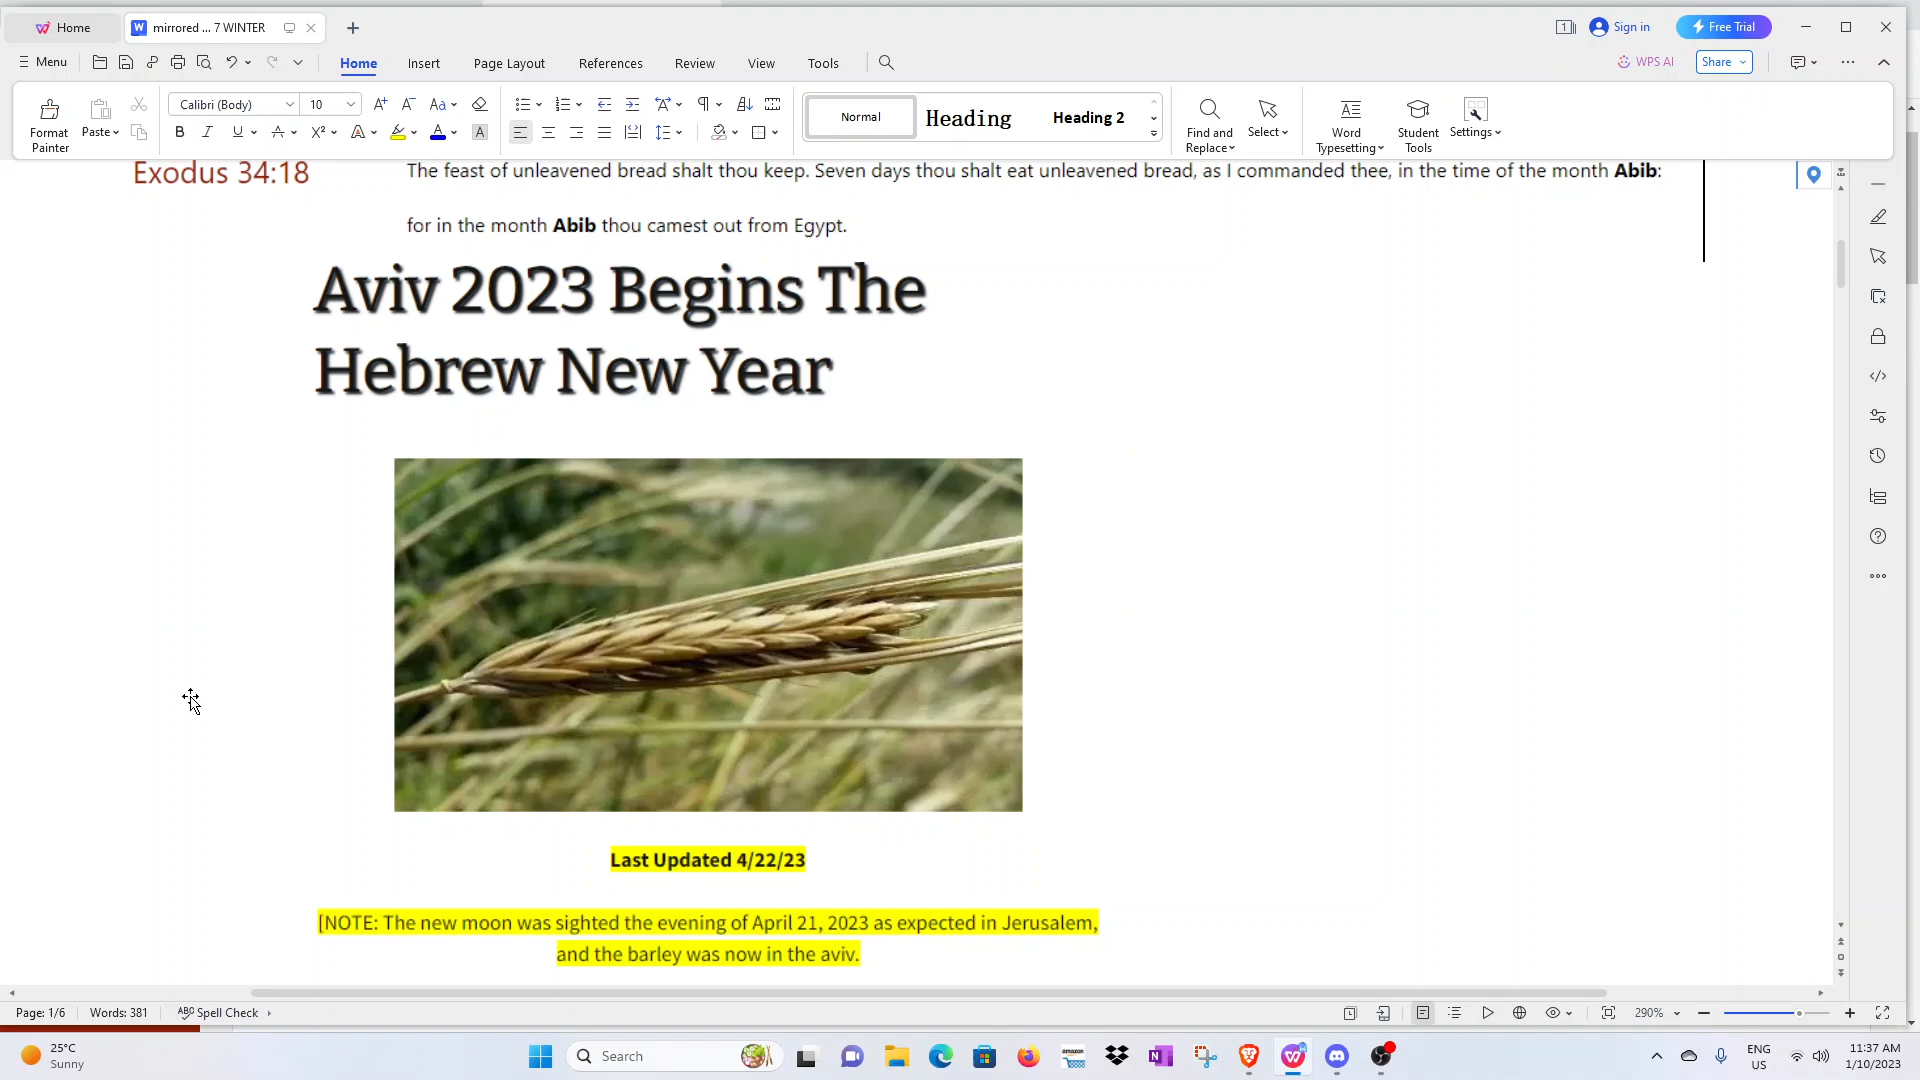 Home
mirrored ... 7 WINTER
Sign in
Free Trial
Menu
Home
Insert
Page Layout
References
Review
View
Tools
WPS AI
Share
Format
Painter
Paste
Calibri (Body)
10
Normal
Heading
Heading 2
Find and
Replace
Select
Word
Typesetting
Student
Tools
Settings
Exodus 34:18
The feast of unleavened bread shalt thou keep. Seven days thou shalt eat unleavened bread, as I commanded thee, in the time of the month Abib:
for in the month Abib thou camest out from Egypt.
Aviv 2023 Begins The
Hebrew New Year
Last Updated 4/22/23
[NOTE: The new moon was sighted the evening of April 21, 2023 as expected in Jerusalem,
and the barley was now in the aviv.
Page: 1/6
Words: 381
Spell Check
290%
25°C
Sunny
Search
amazon
ENG
US
11:37 AM
1/10/2023